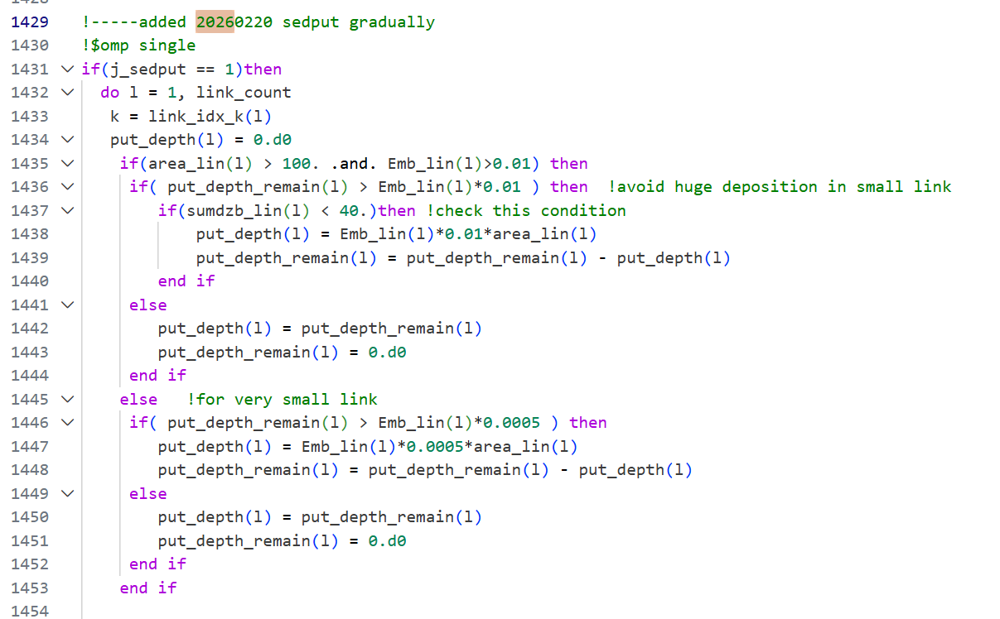 1429 !-----added 20260220 sedput gradually
1430 !$omp single
1431 if(j_sedput == 1)then
1432 do l = 1, link_count
1433 k = link_idx_k(l)
1434 put_depth(l) = 0.d0
1435 if(area_lin(l) > 100. .and. Emb_lin(l)>0.01) then
1436 if( put_depth_remain(l) > Emb_lin(l)*0.01 ) then !avoid huge deposition in small link
1437 if(sumdzb_lin(l) < 40.)then !check this condition
1438 put_depth(l) = Emb_lin(l)*0.01*area_lin(l)
1439 put_depth_remain(l) = put_depth_remain(l) - put_depth(l)
1440 end if
1441 else
1442 put_depth(l) = put_depth_remain(l)
1443 put_depth_remain(l) = 0.d0
1444 end if
1445 else !for very small link
1446 if( put_depth_remain(l) > Emb_lin(l)*0.0005 ) then
1447 put_depth(l) = Emb_lin(l)*0.0005*area_lin(l)
1448 put_depth_remain(l) = put_depth_remain(l) - put_depth(l)
1449 else
1450 put_depth(l) = put_depth_remain(l)
1451 put_depth_remain(l) = 0.d0
1452 end if
1453 end if
1454